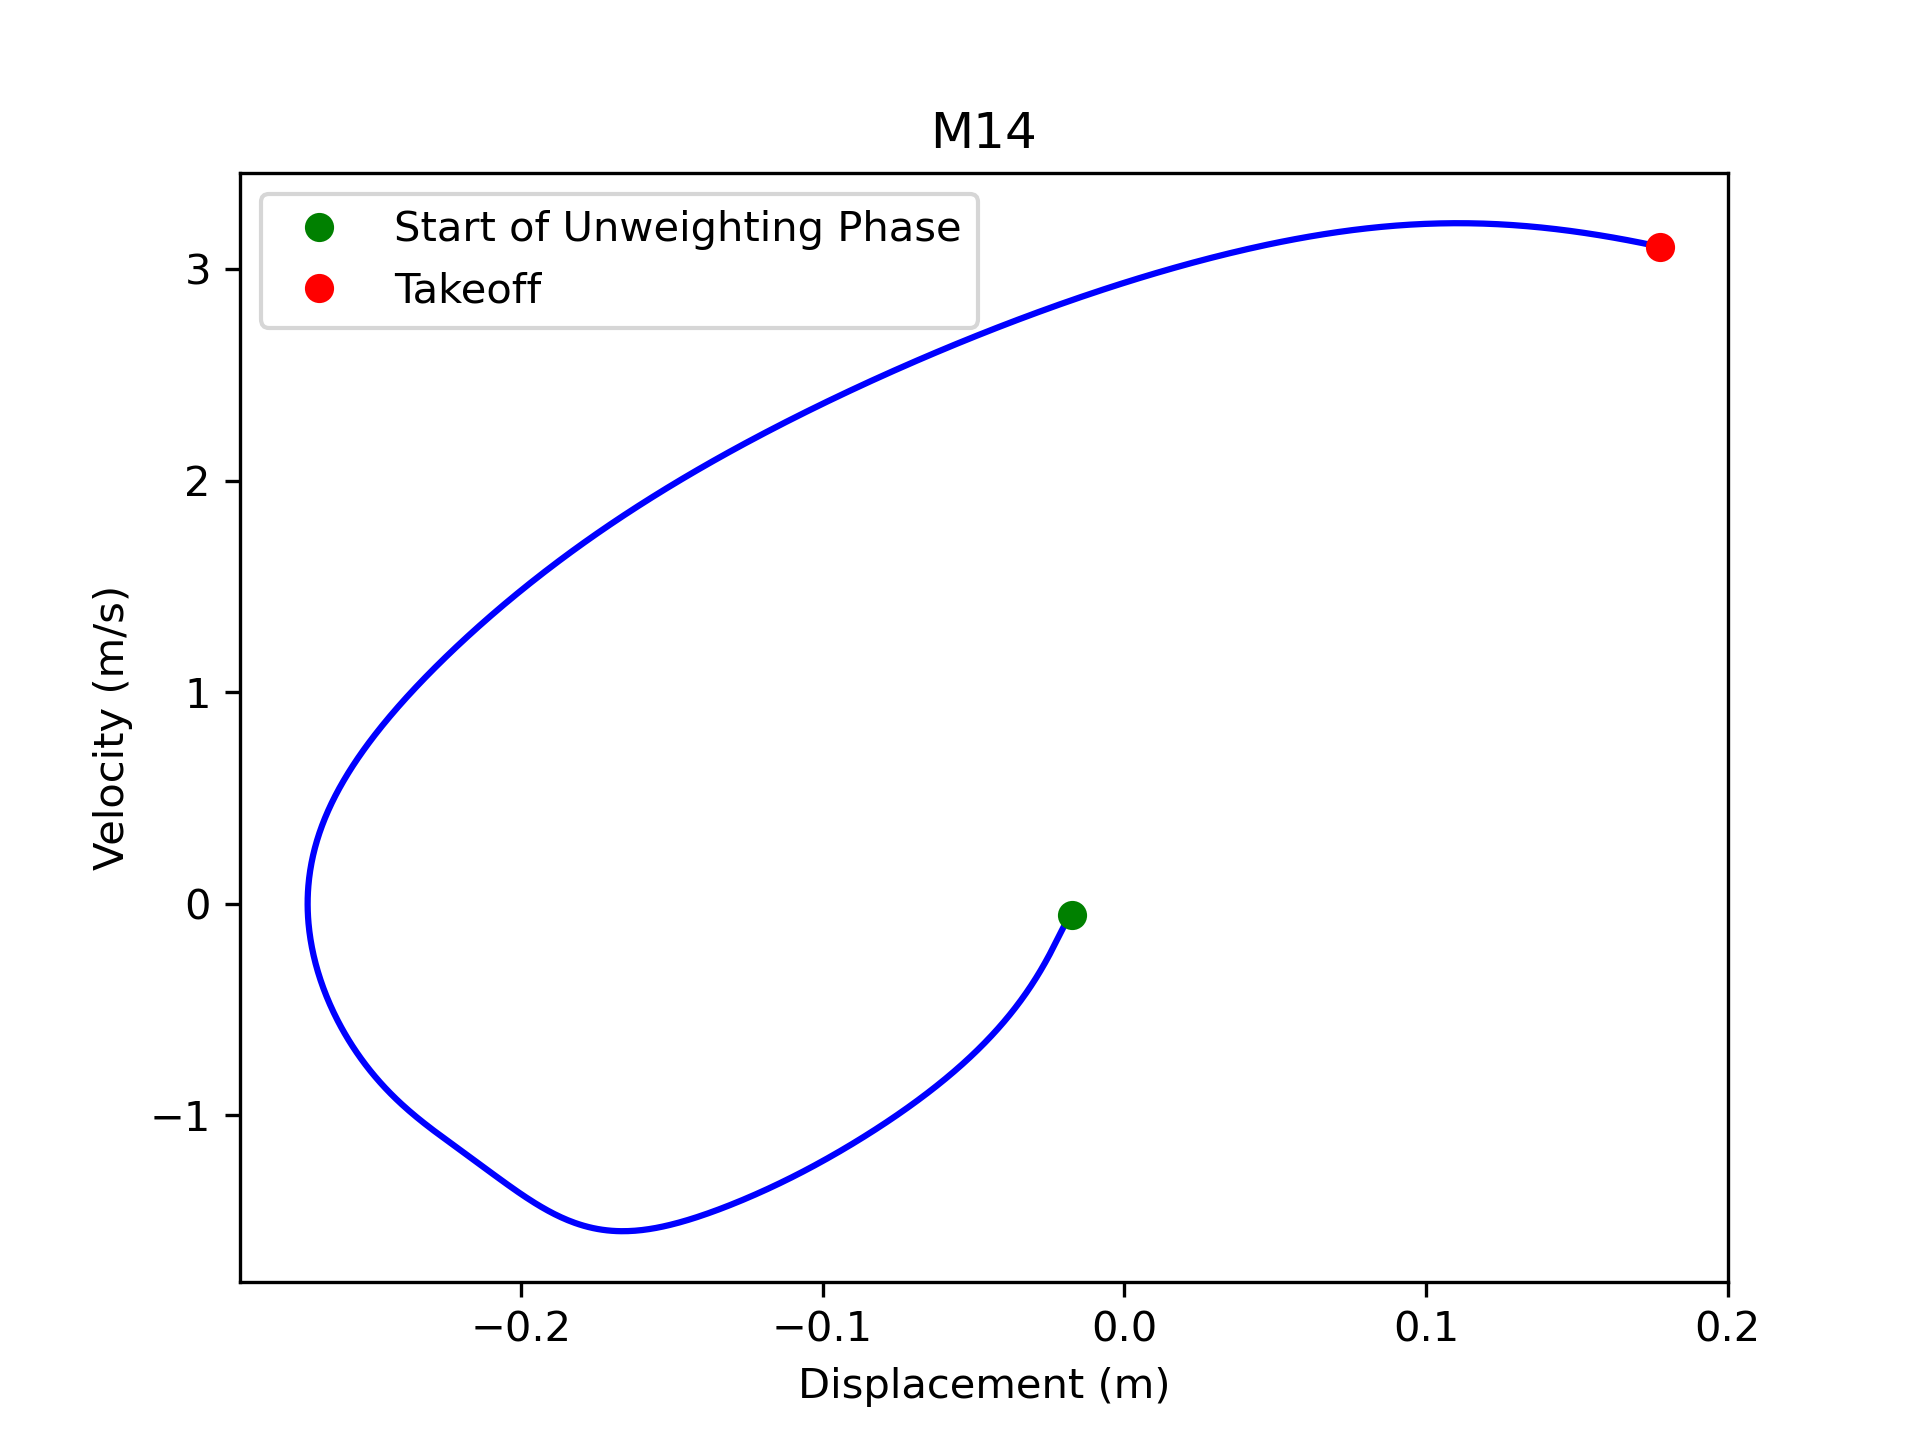 M14
Start of Unweighting Phase
Takeoff
3
2
1
0
−1
Velocity (m/s)
−0.2
−0.1
0.0
0.1
0.2
Displacement (m)